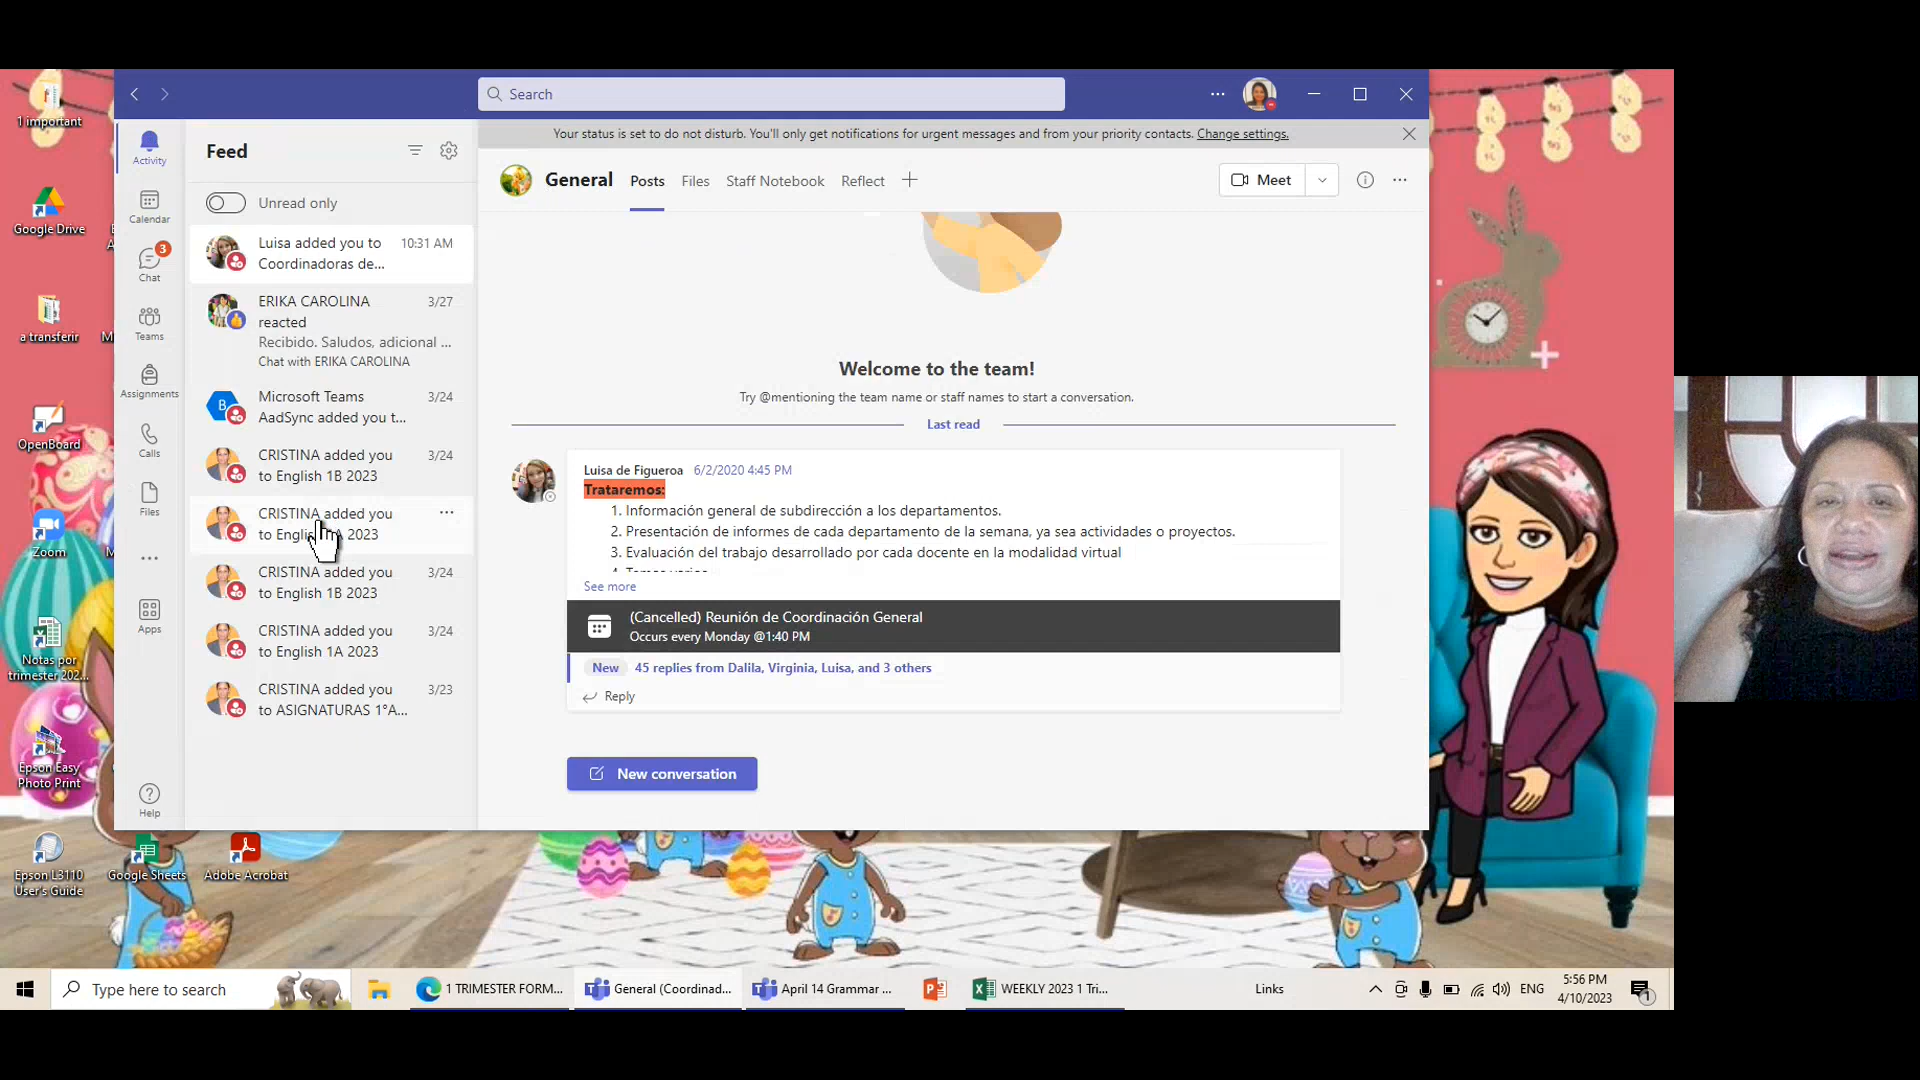 1 important
Google Drive
a transferir
OpenBoard
Zoom
Notas por
trimester 202...
Epson Easy
Photo Print
Epson L3110
User's Guide
Google Sheets
Adobe Acrobat
Search
Your status is set to do not disturb. You'll only get notifications for urgent messages and from your priority contacts. Change settings.
Activity
Calendar
3
Chat
Teams
Assignments
Calls
Files
Apps
Help
Feed
Unread only
Luisa added you to 10:31 AM
Coordinadoras de...
ERIKA CAROLINA 3/27
reacted
Recibido. Saludos, adicional ...
Chat with ERIKA CAROLINA
B
Microsoft Teams 3/24
AadSync added you t...
CRISTINA added you 3/24
to English 1B 2023
CRISTINA added you
2023
CRISTINA added you 3/24
to English 1B 2023
CRISTINA added you 3/24
to English 1A 2023
CRISTINA added you 3/23
to ASIGNATURAS 1°A...
General Posts Files Staff Notebook Reflect
Meet
Welcome to the team!
Try @mentioning the team name or staff names to start a conversation.
Last read
Luisa de Figueroa 6/2/2020 4:45 PM
Trataremos:
1. Información general de subdirección a los departamentos.
2. Presentación de informes de cada departamento de la semana, ya sea actividades o proyectos.
3. Evaluación del trabajo desarrollado por cada docente en la modalidad virtual
See more
(Cancelled) Reunión de Coordinación General
Occurs every Monday @1:40 PM
New 45 replies from Dalila, Virginia, Luisa, and 3 others
Reply
New conversation
Type here to search
1 TRIMESTER FORM...
General (Coordinad...
April 14 Grammar ...
WEEKLY 2023 1 Tri...
Links
ENG
5:56 PM
4/10/2023
1